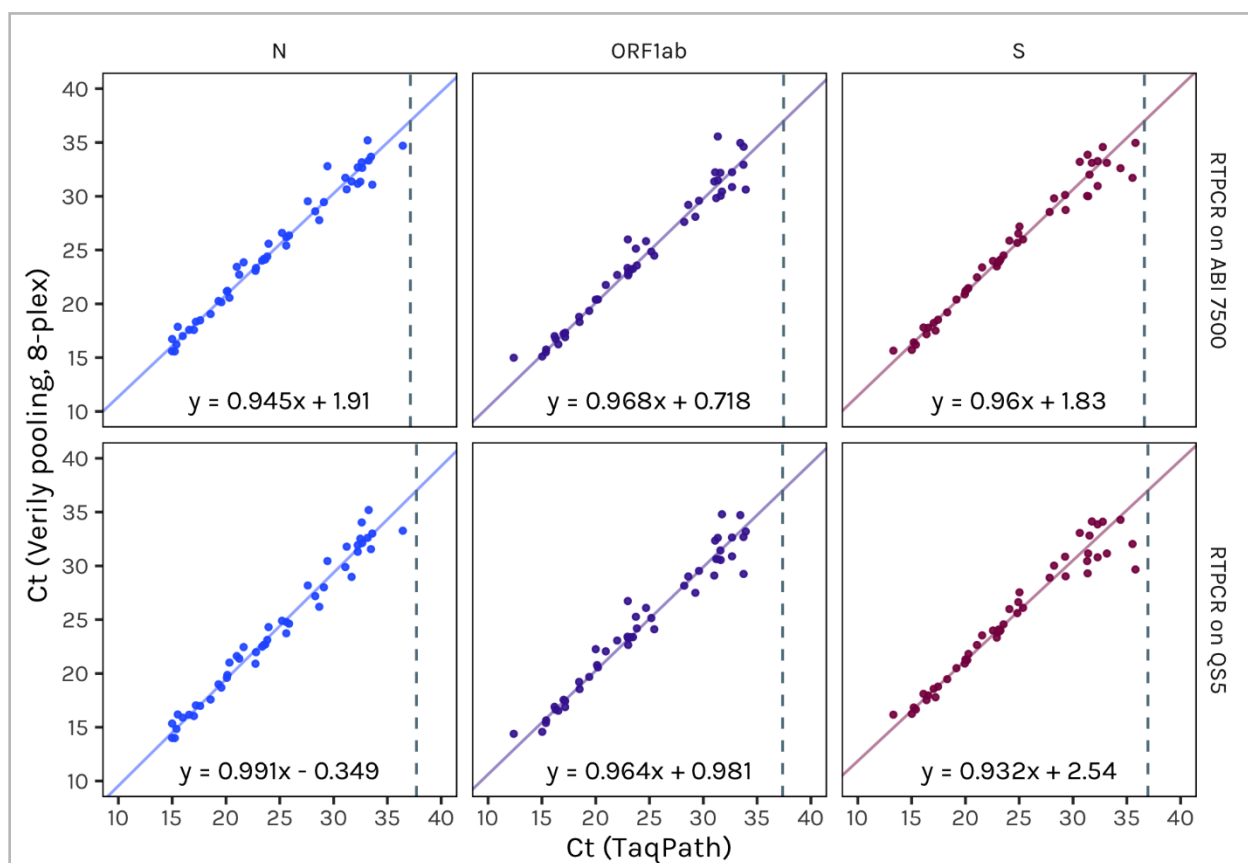 N ORF1ab S
40
35
30
25
20
15
10
y = 0.945x + 1.91 y = 0.968x + 0.718 y = 0.96x + 1.83
RTPCR on ABI 7500
Ct (Verily pooling, 8-plex)
40
35
30
25
20
15
10
y = 0.991x - 0.349 y = 0.964x + 0.981 y = 0.932x + 2.54
RTPCR on QS5
10 15 20 25 30 35 40 10 15 20 25 30 35 40 10 15 20 25 30 35 40
Ct (TaqPath)